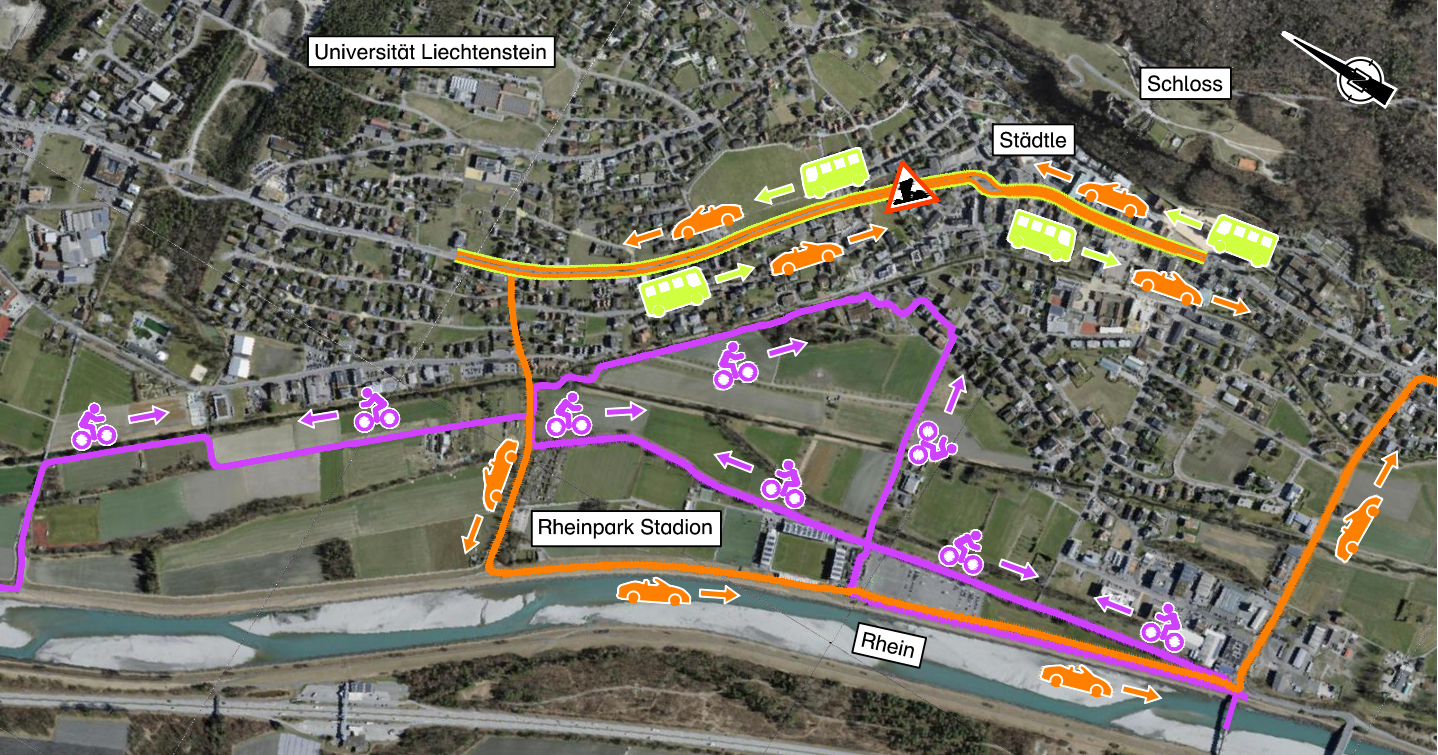 Universität Liechtenstein
Schloss
Städtle
Rheinpark Stadion
Rhein